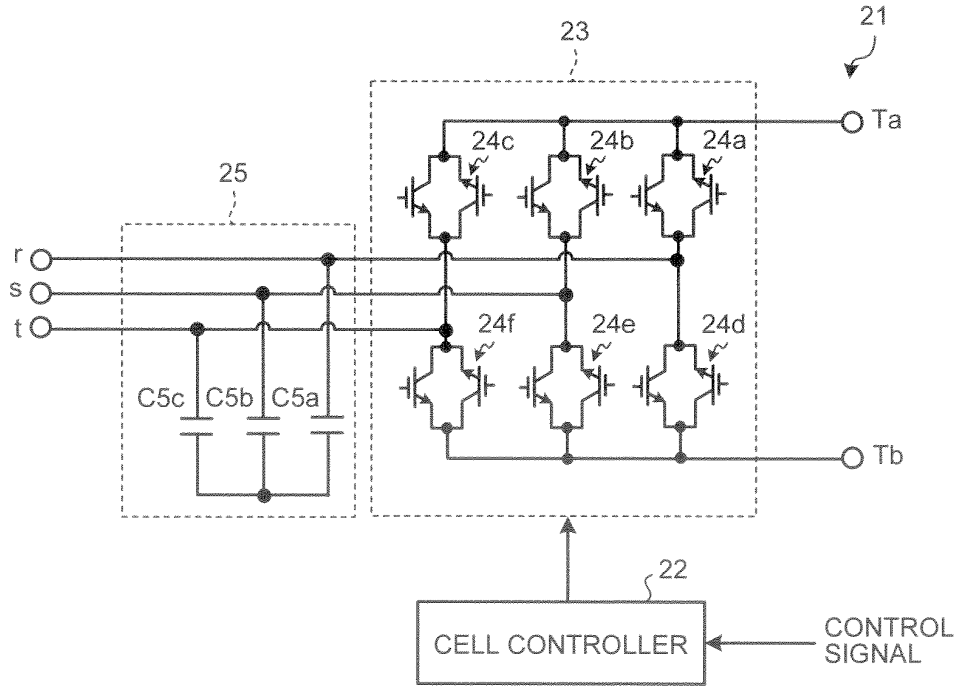 21
23
Ta
24c
24b
24a
25
r
s
t
24f
24e
24d
C5c
C5b
C5a
Tb
22
CELL CONTROLLER
CONTROL
SIGNAL